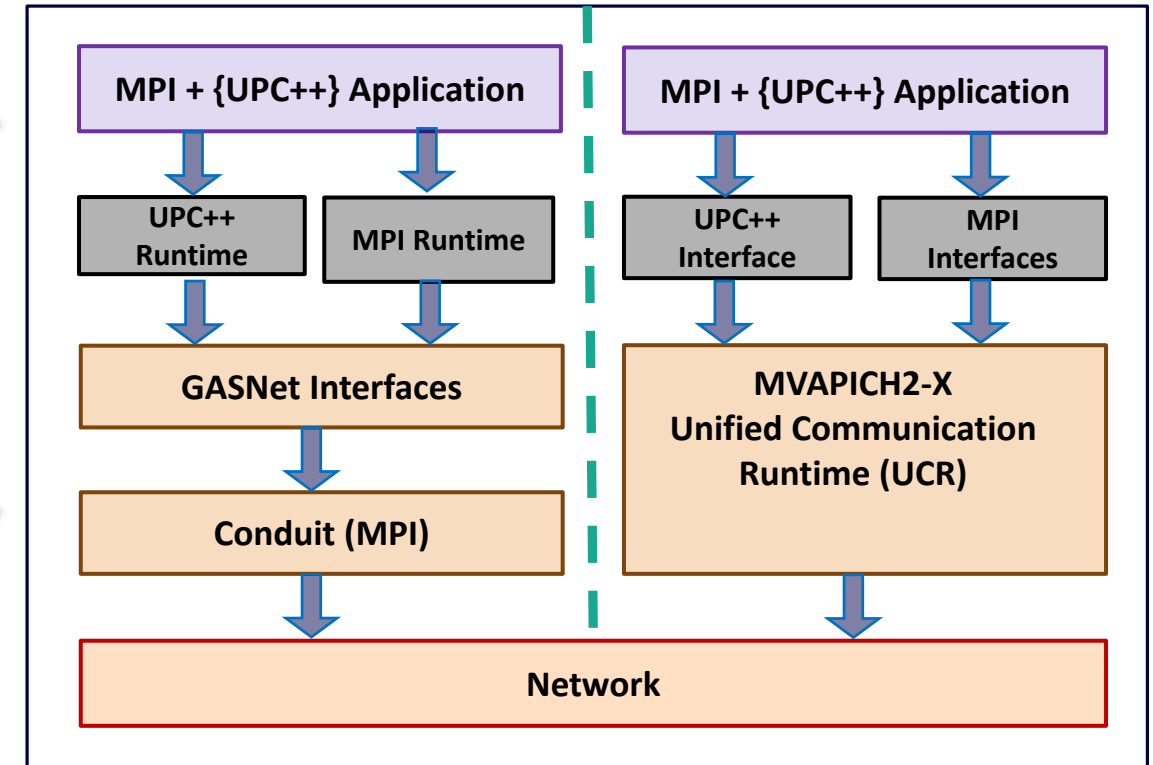 MPI + {UPC++} Application
UPC++
Runtime
MPI Runtime
GASNet Interfaces
Conduit (MPI)
MPI + {UPC++} Application
UPC++
Interface
MPI
Interfaces
MVAPICH2-X
Unified Communication
Runtime (UCR)
Network